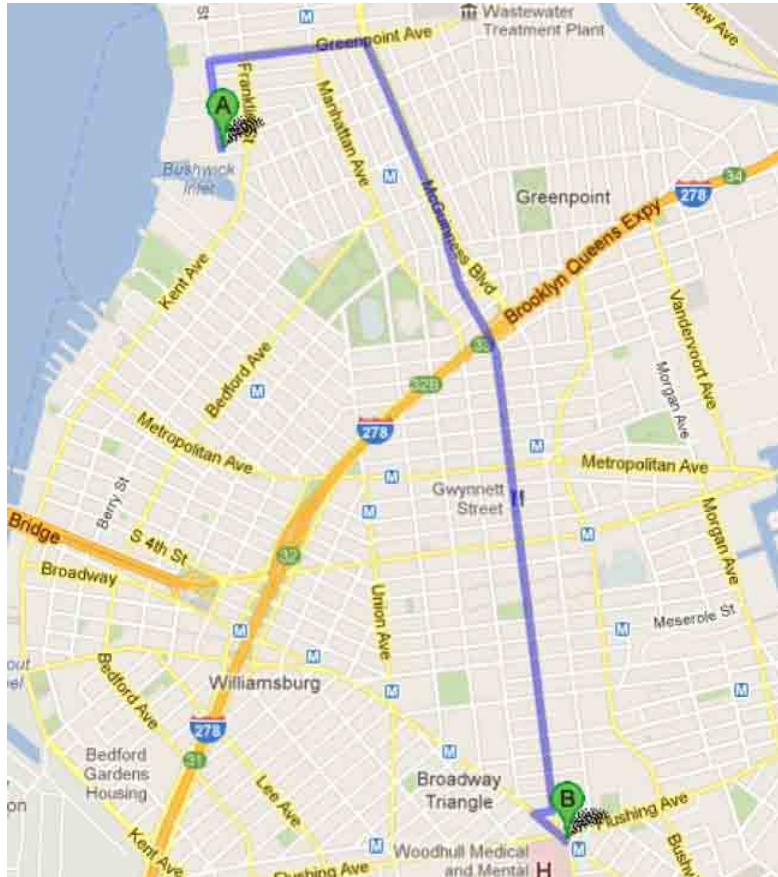 St
Wastewater
Treatment Plant
Greenpoint Ave
Franklin St
A
Manhattan Ave
Bushwick
Inlet
M
34
278
Greenpoint
McGuinness Blvd
Brooklyn Queens Expy
Kent Ave
Vandervoort Ave
33
Bedford Ave
32B
M
Morgan Ave
278
Metropolitan Ave
M
Metropolitan Ave
M
Berry St
Gwynnett
Street
M
Bridge
S 4th St
M
32
Morgan Ave
Broadway
Union Ave
Meserole St
M
M
M
Williamsburg
M
M
Bedford Ave
278
M
31
Bedford
Gardens
Housing
Lee Ave
Broadway
Triangle
B
Flushing Ave
Kent Ave
M
Flushing Ave
Woodhull Medical
and Mental
H